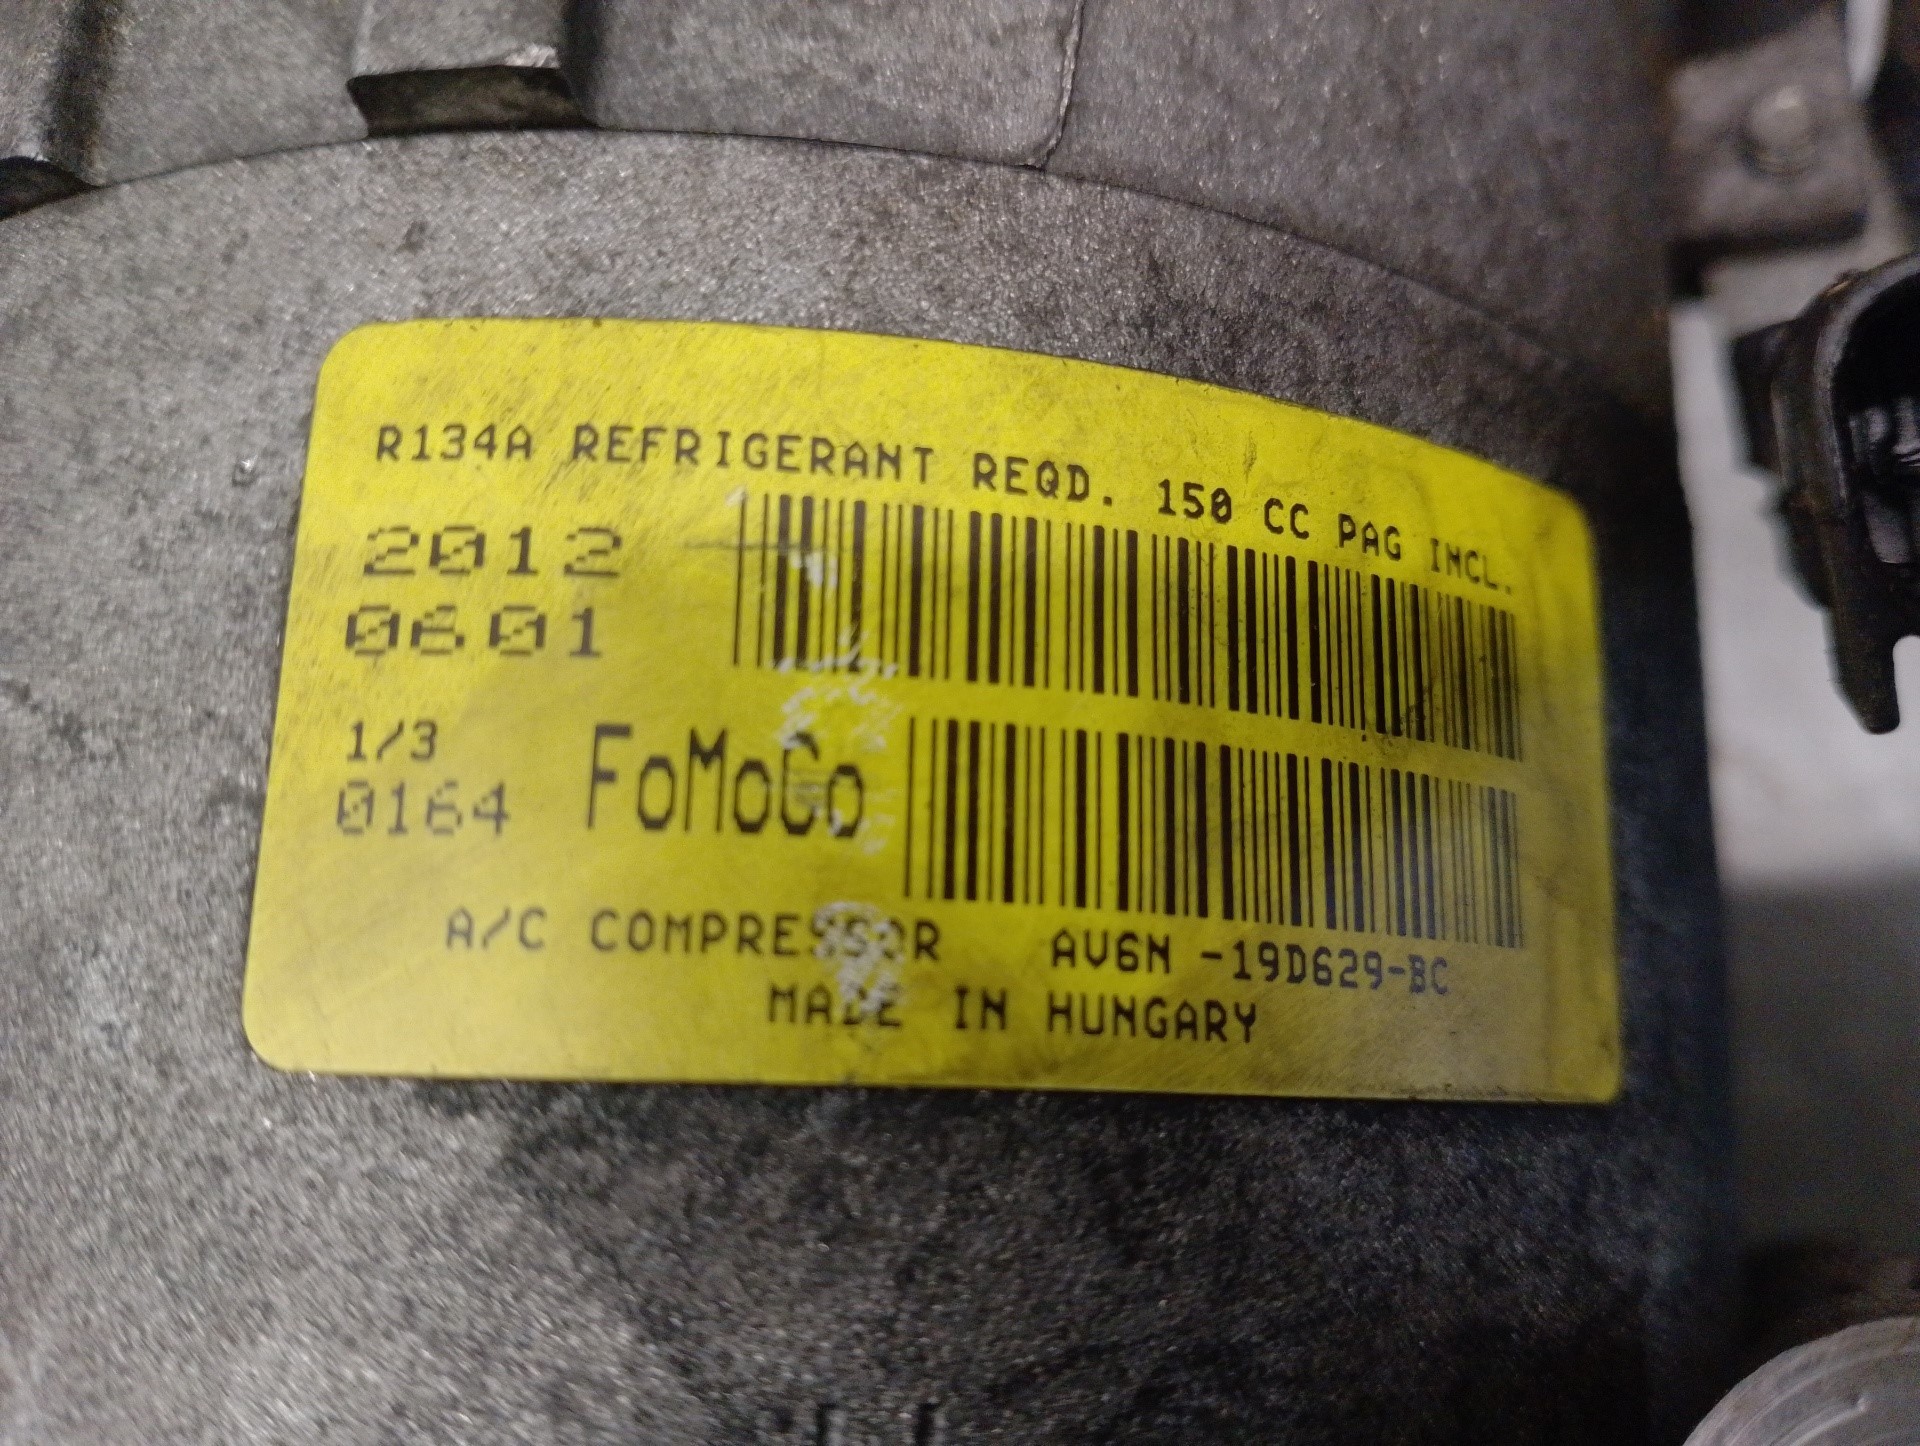 R134A REFRIGERANT REQD. 150 CC PAG INCL.
2012
0601
1/3
0164
FoMoCo
A/C COMPRESSOR AV6N -19D629-BC
MADE IN HUNGARY